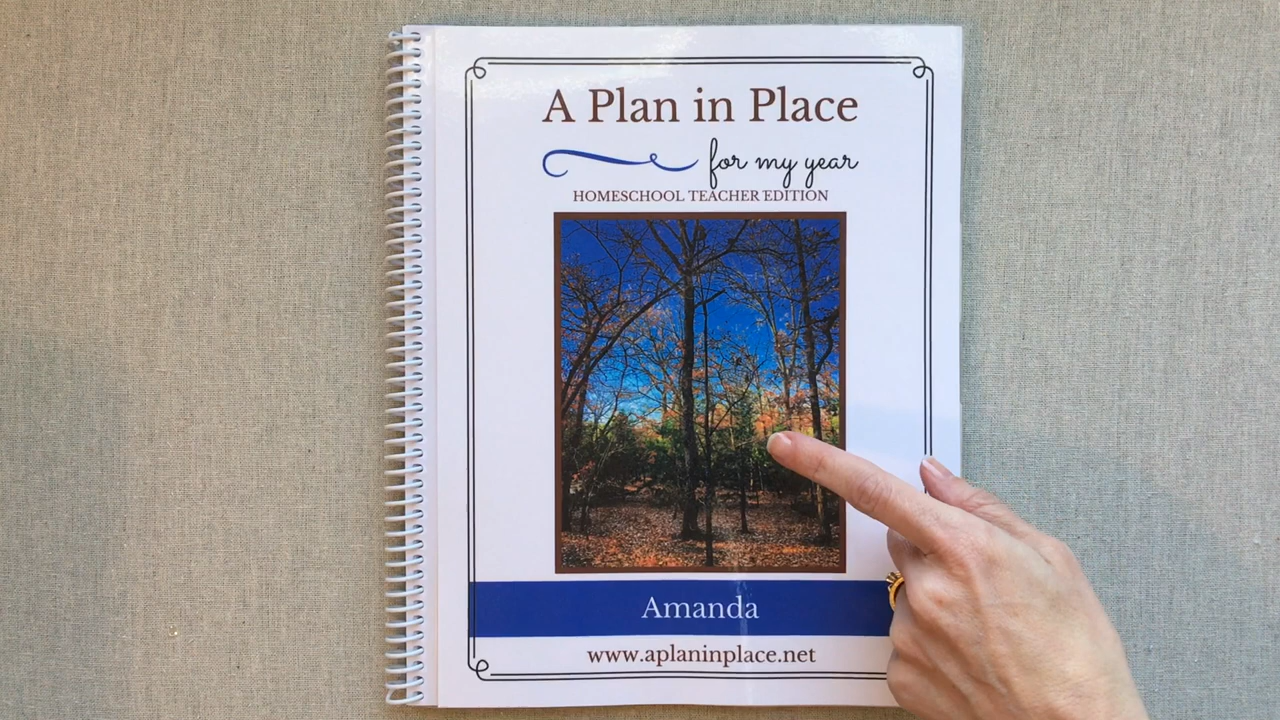 A Plan in Place
for my year
HOMESCHOOL TEACHER EDITION
Amanda
www.aplaninplace.net